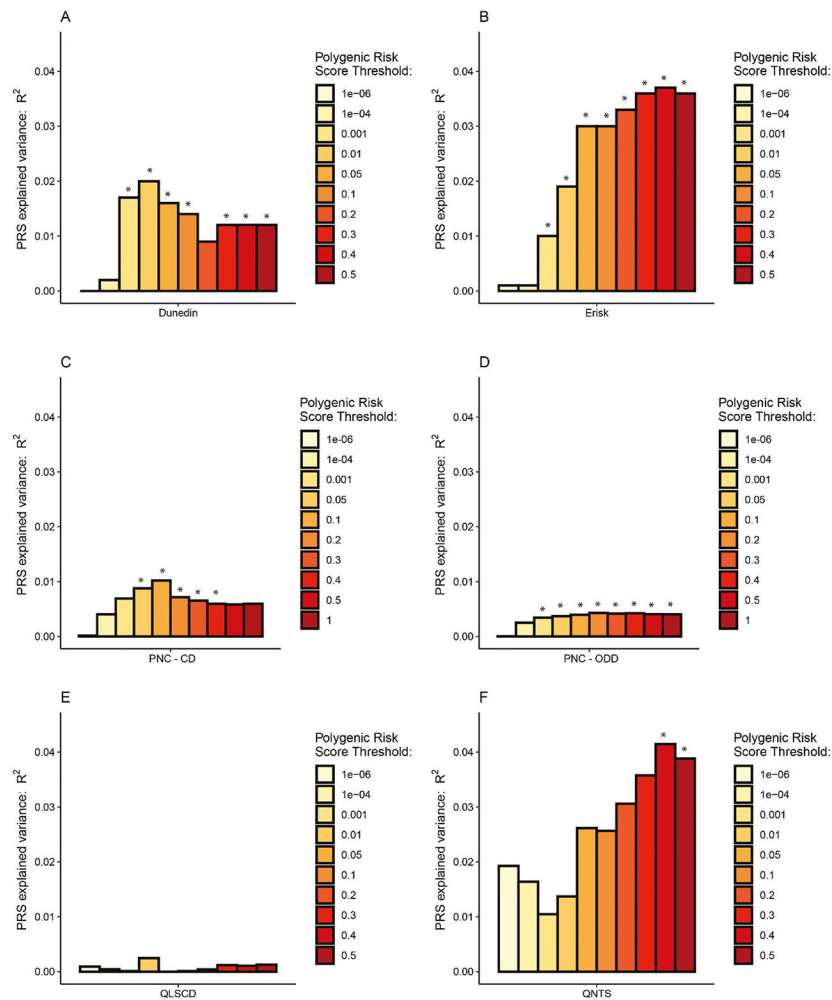 A
PRS explained variance: R²
0.04
0.03
0.02
0.01
0.00
* * * * * * *
Dunedin
Polygenic Risk
Score Threshold:
1e−06
1e−04
0.001
0.01
0.05
0.1
0.2
0.3
0.4
0.5
B
PRS explained variance: R²
0.04
0.03
0.02
0.01
0.00
* * * * * * * *
Erisk
Polygenic Risk
Score Threshold:
1e−06
1e−04
0.001
0.01
0.05
0.1
0.2
0.3
0.4
0.5
C
PRS explained variance: R²
0.04
0.03
0.02
0.01
0.00
* * * * *
PNC - CD
Polygenic Risk
Score Threshold:
1e-06
1e-04
0.001
0.05
0.1
0.2
0.3
0.4
0.5
1
D
PRS explained variance: R²
0.04
0.03
0.02
0.01
0.00
* * * * * * * *
PNC - ODD
Polygenic Risk
Score Threshold:
1e-06
1e-04
0.001
0.05
0.1
0.2
0.3
0.4
0.5
1
E
PRS explained variance: R²
0.04
0.03
0.02
0.01
0.00
QLSCD
Polygenic Risk
Score Threshold:
1e−06
1e−04
0.001
0.01
0.05
0.1
0.2
0.3
0.4
0.5
F
PRS explained variance: R²
0.04
0.03
0.02
0.01
0.00
* *
QNTS
Polygenic Risk
Score Threshold:
1e−06
1e−04
0.001
0.01
0.05
0.1
0.2
0.3
0.4
0.5